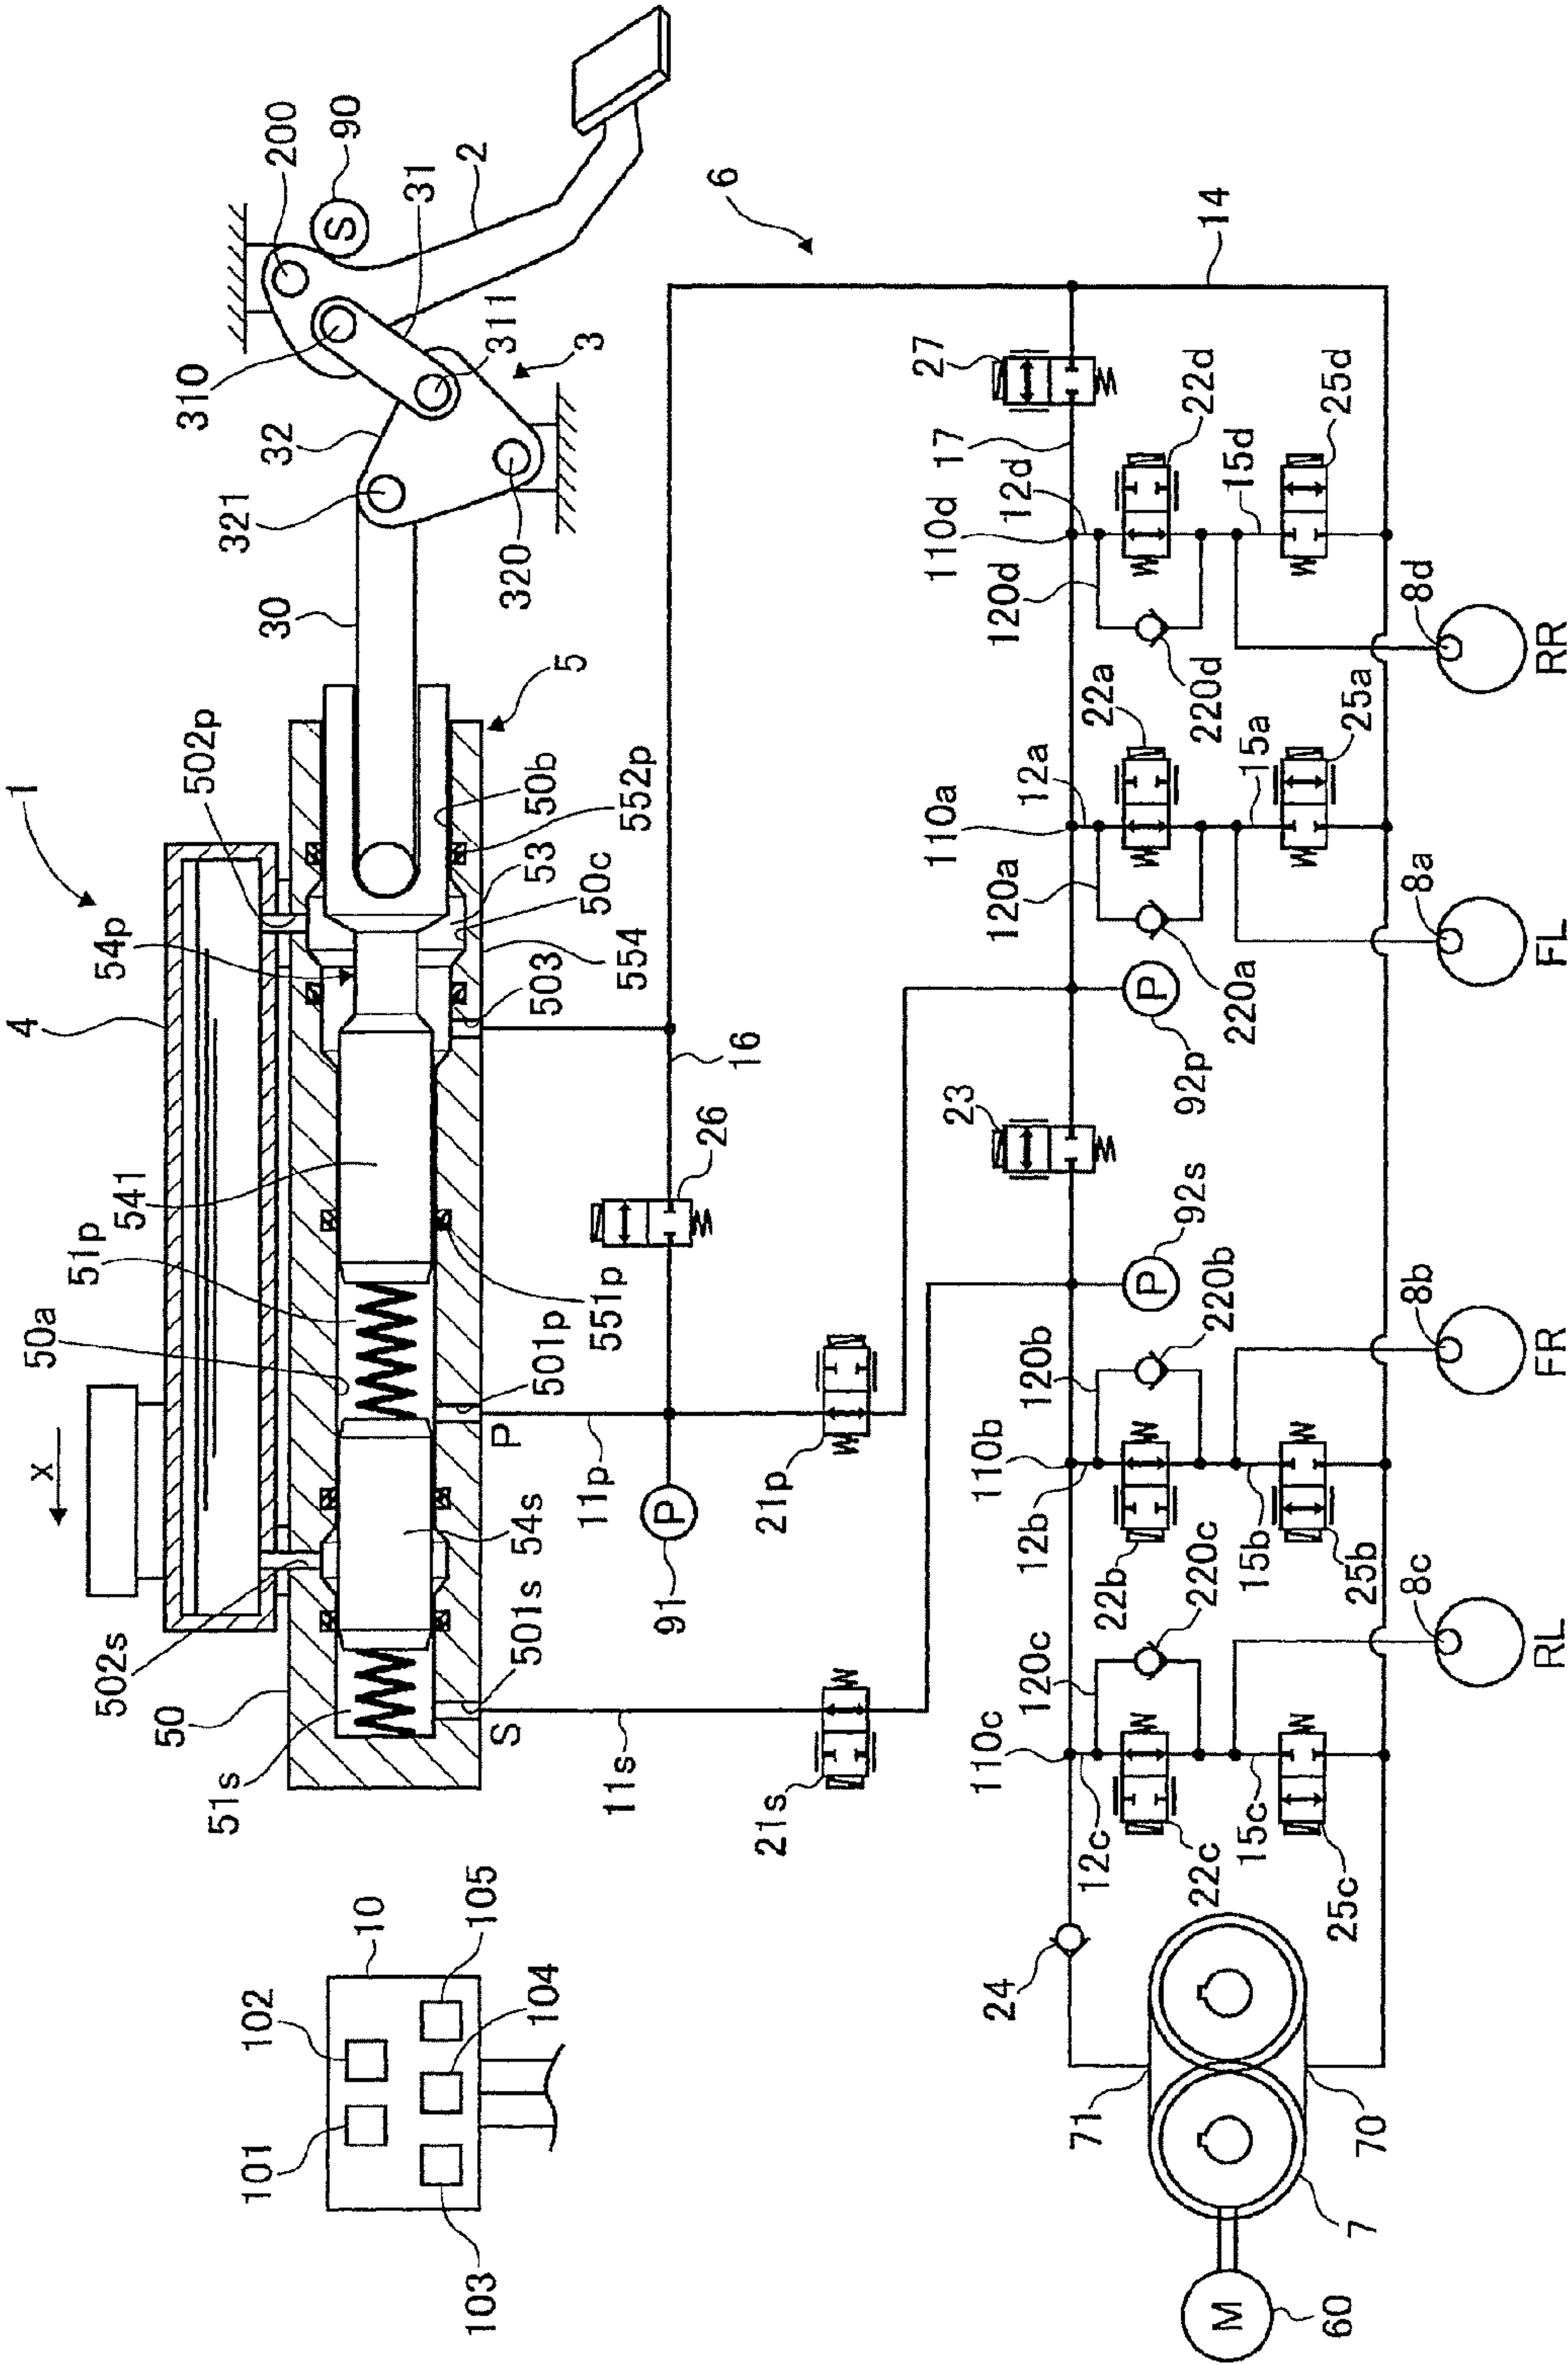 1
4
x
54p
502p
541
51p
50a
502s
50
51s
S
501s
P
501p
551p
503
554
50c
53
552p
50b
5
30
321
32
310
320
311
3
31
200
90
2
6
S
10
101
102
103
104
105
11s
11p
91
P
26
16
21s
21p
14
27
17
23
92p
P
92s
P
110d
12d
120d
22d
220d
15d
25d
8d
RR
110a
12a
120a
22a
220a
15a
25a
8a
FL
110b
12b
120b
22b
220b
15b
25b
8b
FR
110c
12c
120c
22c
220c
15c
25c
8c
RL
24
71
70
7
M
60